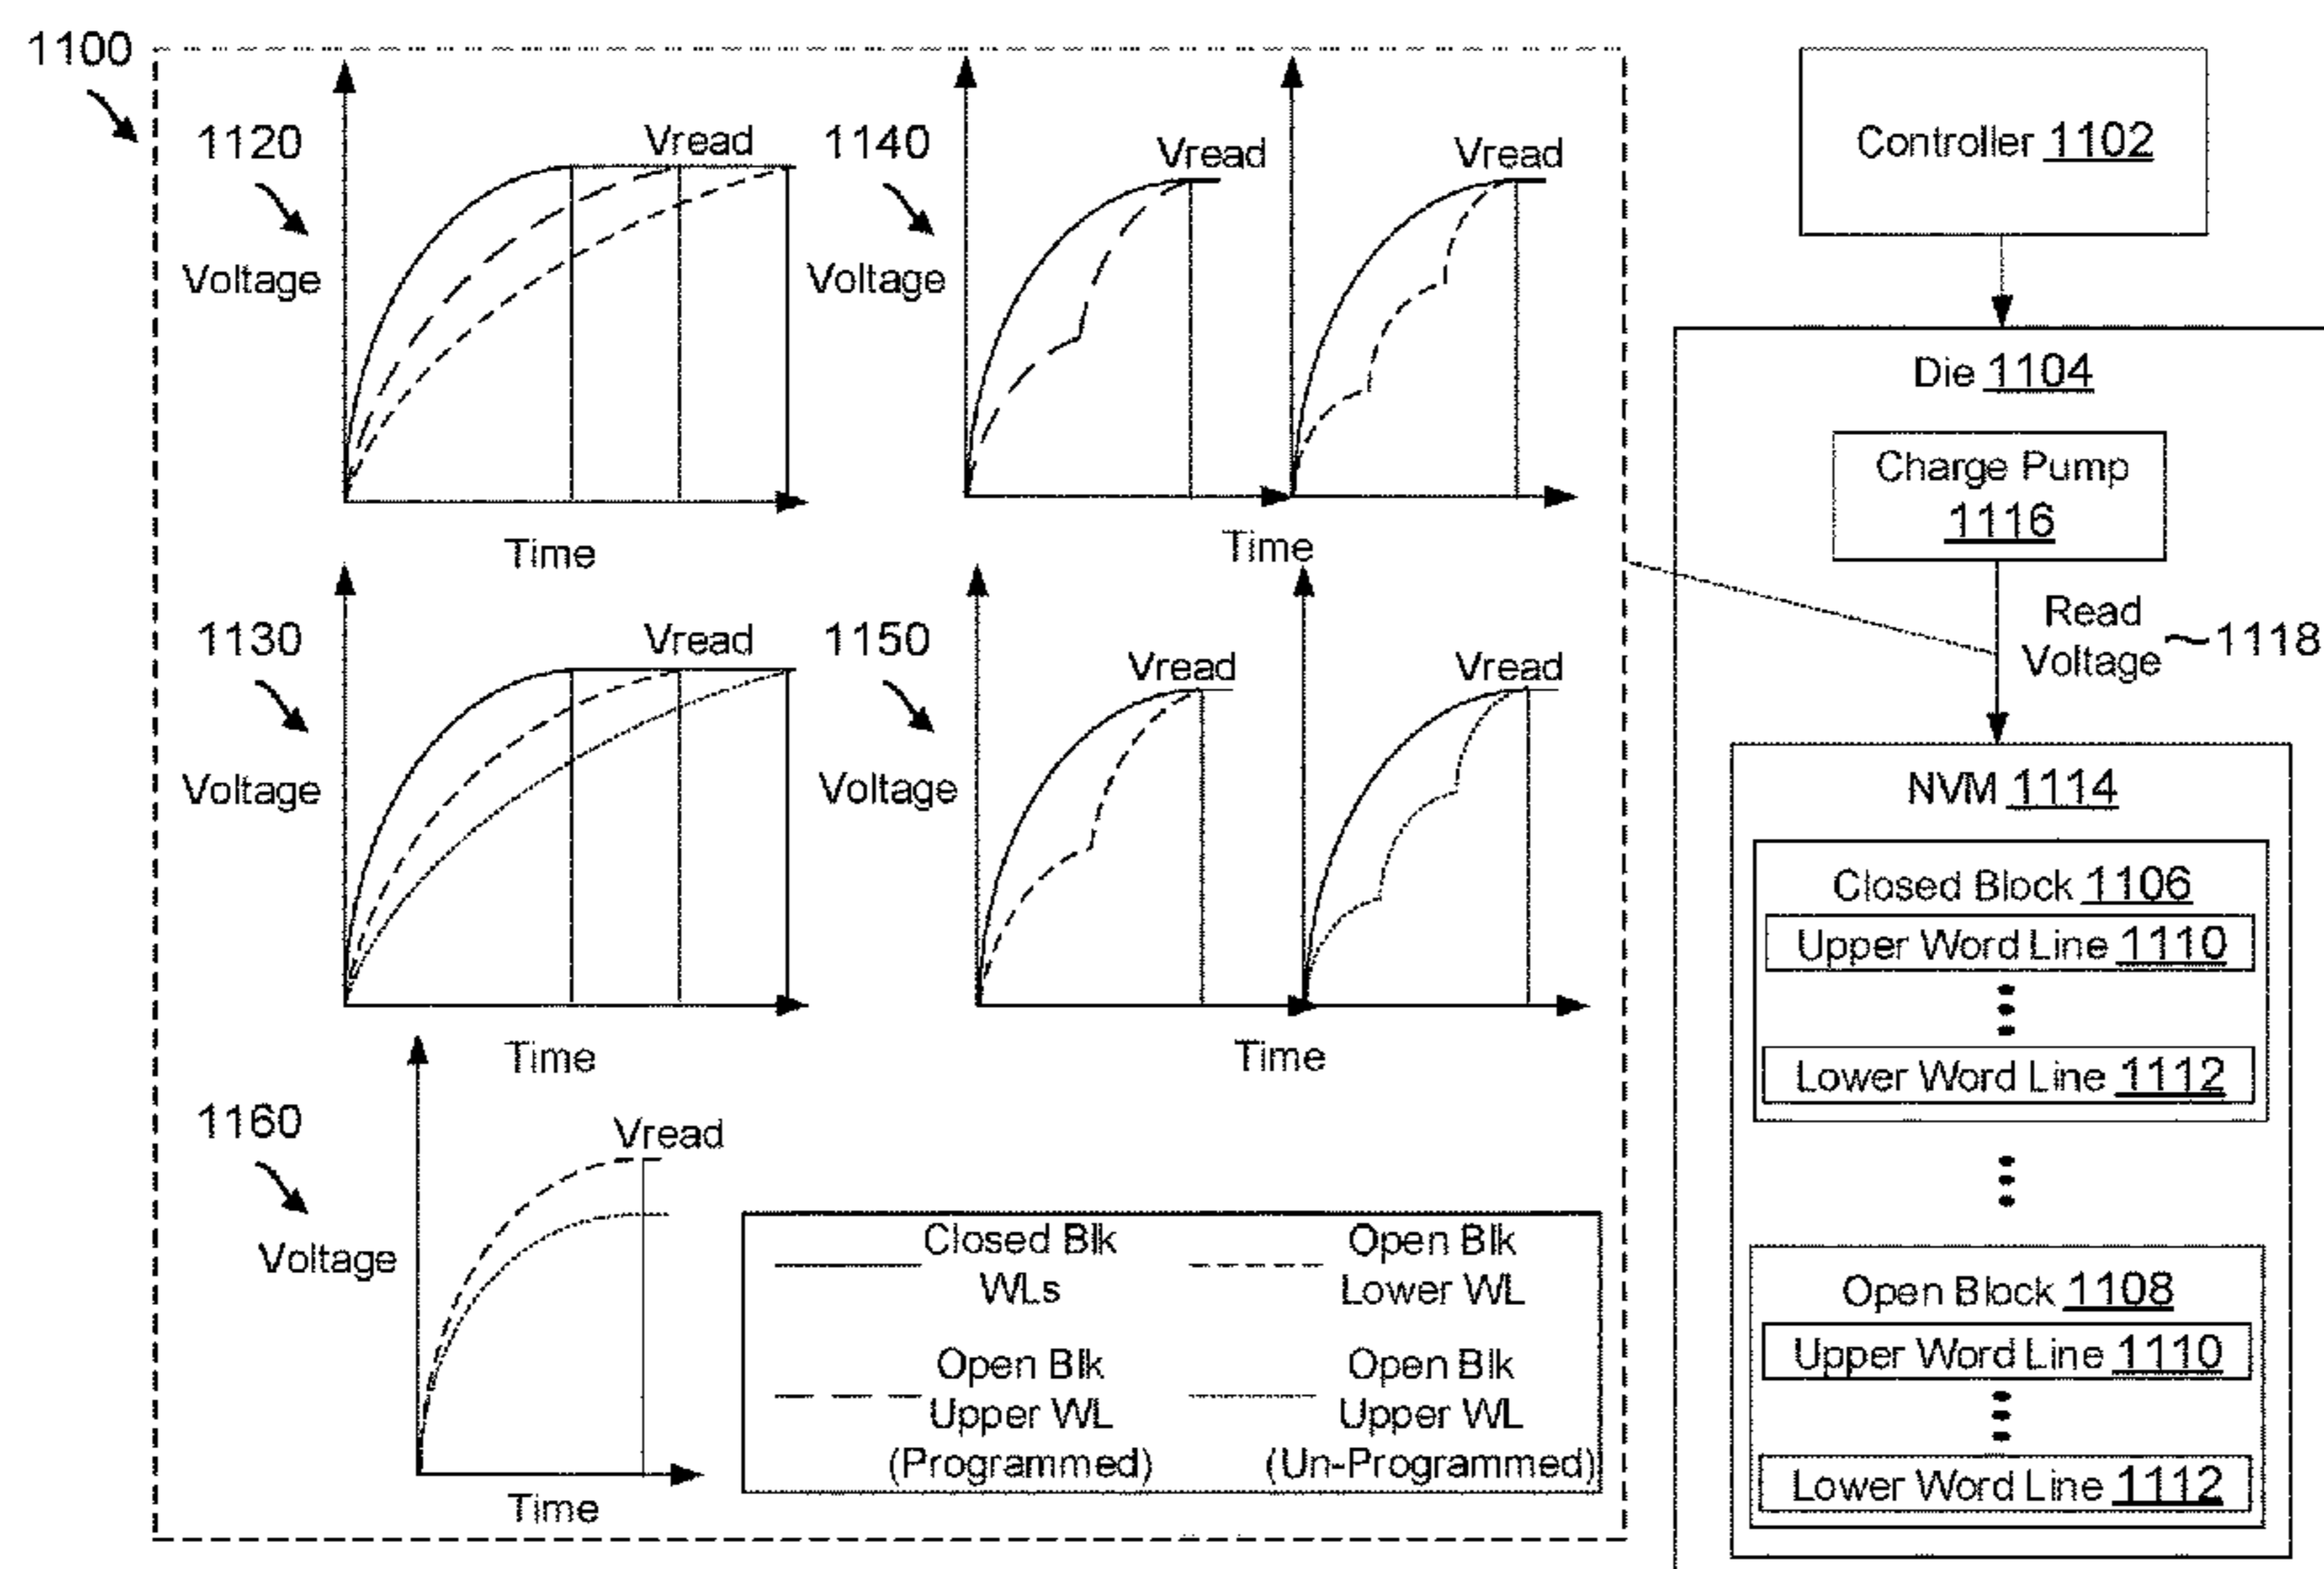 1100
1120
Vread
Voltage
Time
1140
Vread
Vread
Voltage
Time
1130
Vread
Voltage
Time
1150
Vread
Vread
Voltage
Time
1160
Vread
Voltage
Time
Closed Blk
WLs
Open Blk
Lower WL
Open Blk
Upper WL
(Programmed)
Open Blk
Upper WL
(Un-Programmed)
Controller 1102
Die 1104
Charge Pump
1116
Read
Voltage
1118
NVM 1114
Closed Block 1106
Upper Word Line 1110
Lower Word Line 1112
Open Block 1108
Upper Word Line 1110
Lower Word Line 1112